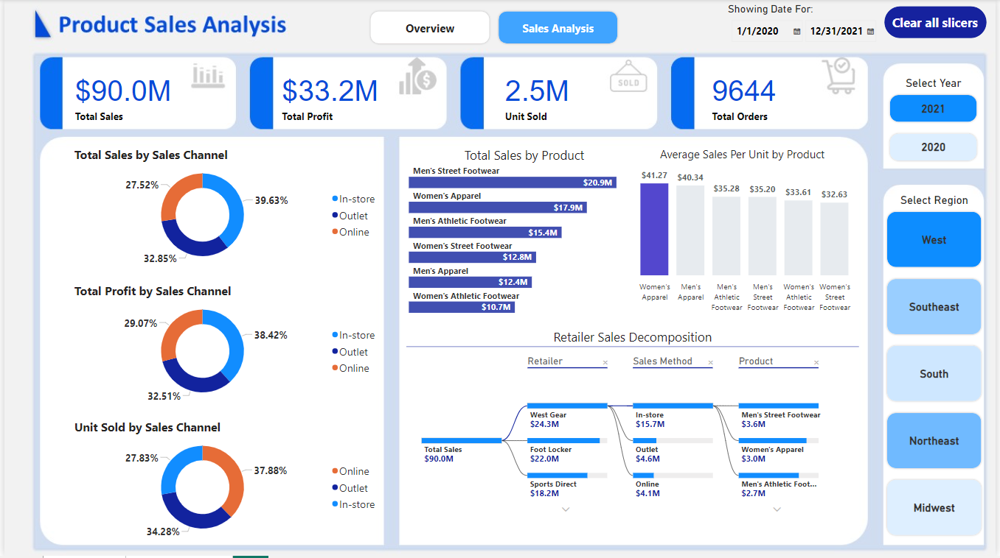 Product Sales Analysis
Overview
Sales Analysis
Showing Date For:
1/1/2020
12/31/2021
Clear all slicers
$90.0M
Total Sales
$33.2M
Total Profit
SOLD
2.5M
Unit Sold
9644
Total Orders
Select Year
2021
2020
Total Sales by Sales Channel
27.52%
39.63%
32.85%
In-store
Outlet
Online
Total Profit by Sales Channel
29.07%
38.42%
32.51%
In-store
Outlet
Online
Unit Sold by Sales Channel
27.83%
37.88%
34.28%
Online
Outlet
In-store
Total Sales by Product
Men's Street Footwear
$20.9M
Women's Apparel
$17.9M
Men's Athletic Footwear
$15.4M
Women's Street Footwear
$12.8M
Men's Apparel
$12.4M
Women's Athletic Footwear
$10.7M
Average Sales Per Unit by Product
$41.27
$40.34
$35.28
$35.20
$33.61
$32.63
Women's
Apparel
Men's
Apparel
Men's
Athletic
Footwear
Men's
Street
Footwear
Women's
Athletic
Footwear
Women's
Street
Footwear
Retailer Sales Decomposition
Retailer
Sales Method
Product
Total Sales
$90.0M
West Gear
$24.3M
Foot Locker
$22.0M
Sports Direct
$18.2M
In-store
$15.7M
Outlet
$4.6M
Online
$4.1M
Men's Street Footwear
$3.6M
Women's Apparel
$3.0M
Men's Athletic Foot...
$2.7M
Select Region
West
Southeast
South
Northeast
Midwest